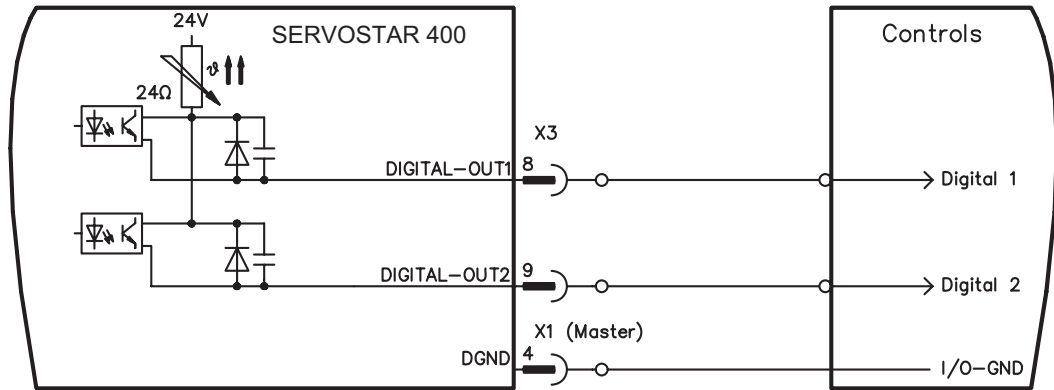 24V
SERVOSTAR 400
Controls
ϑ
24Ω
X3
DIGITAL-OUT1
8
Digital 1
DIGITAL-OUT2
9
Digital 2
X1 (Master)
DGND
4
I/O-GND